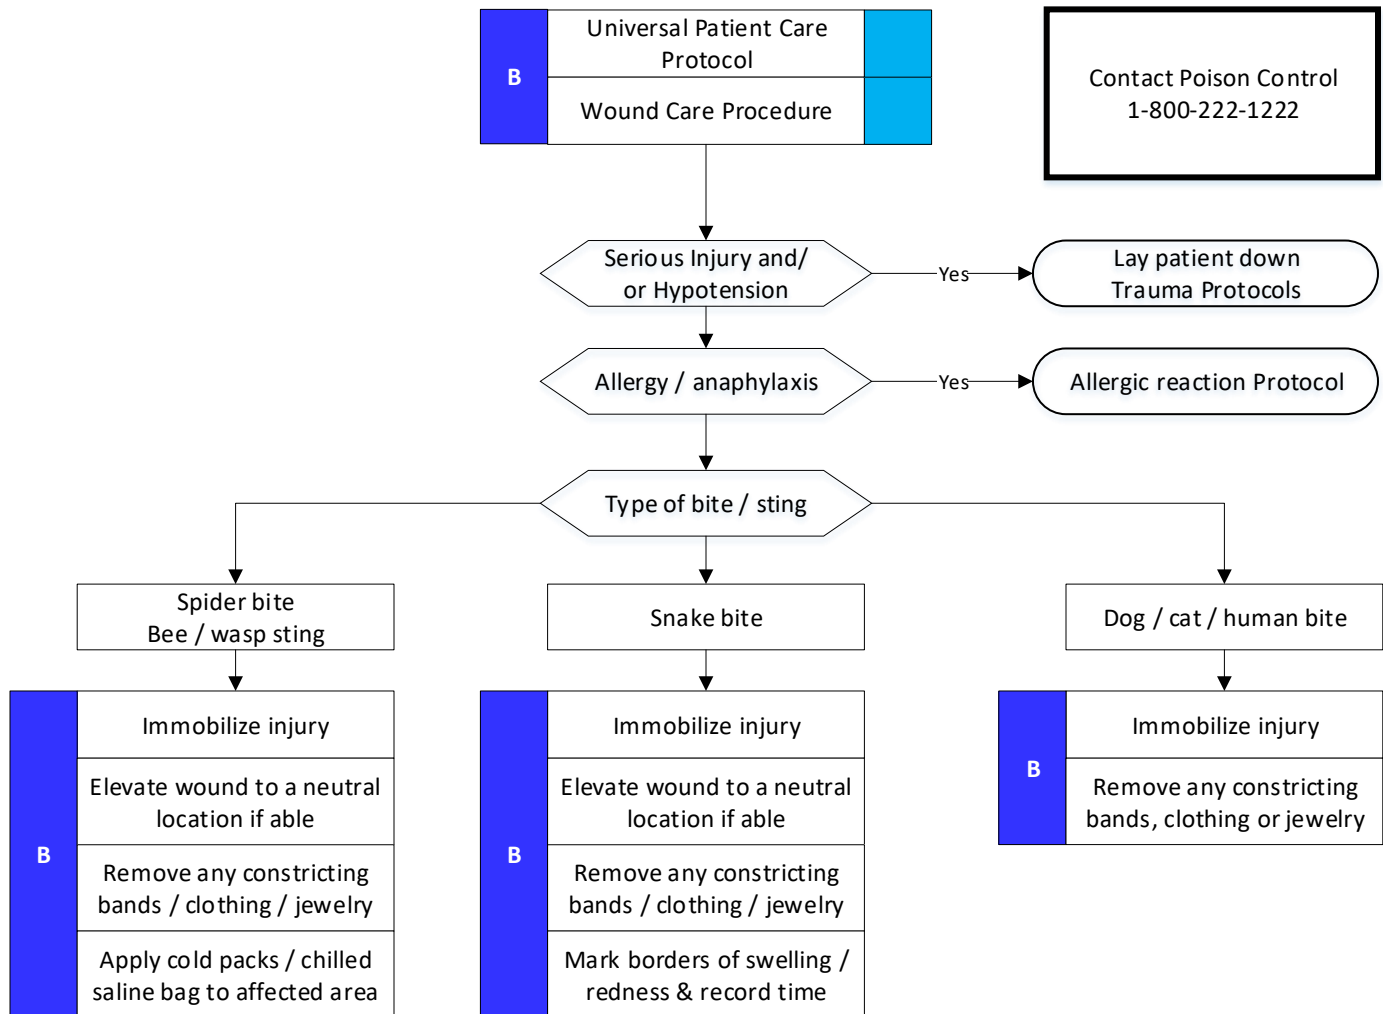 B
Universal Patient Care
Protocol
Wound Care Procedure
Contact Poison Control
1-800-222-1222
Serious Injury and/
or Hypotension
Yes
Lay patient down
Trauma Protocols
Allergy / anaphylaxis
Yes
Allergic reaction Protocol
Type of bite / sting
Spider bite
Bee / wasp sting
Snake bite
Dog / cat / human bite
B
Immobilize injury
Elevate wound to a neutral
location if able
Remove any constricting
bands / clothing / jewelry
Apply cold packs / chilled
saline bag to affected area
B
Immobilize injury
Elevate wound to a neutral
location if able
Remove any constricting
bands / clothing / jewelry
Mark borders of swelling /
redness & record time
B
Immobilize injury
Remove any constricting
bands, clothing or jewelry